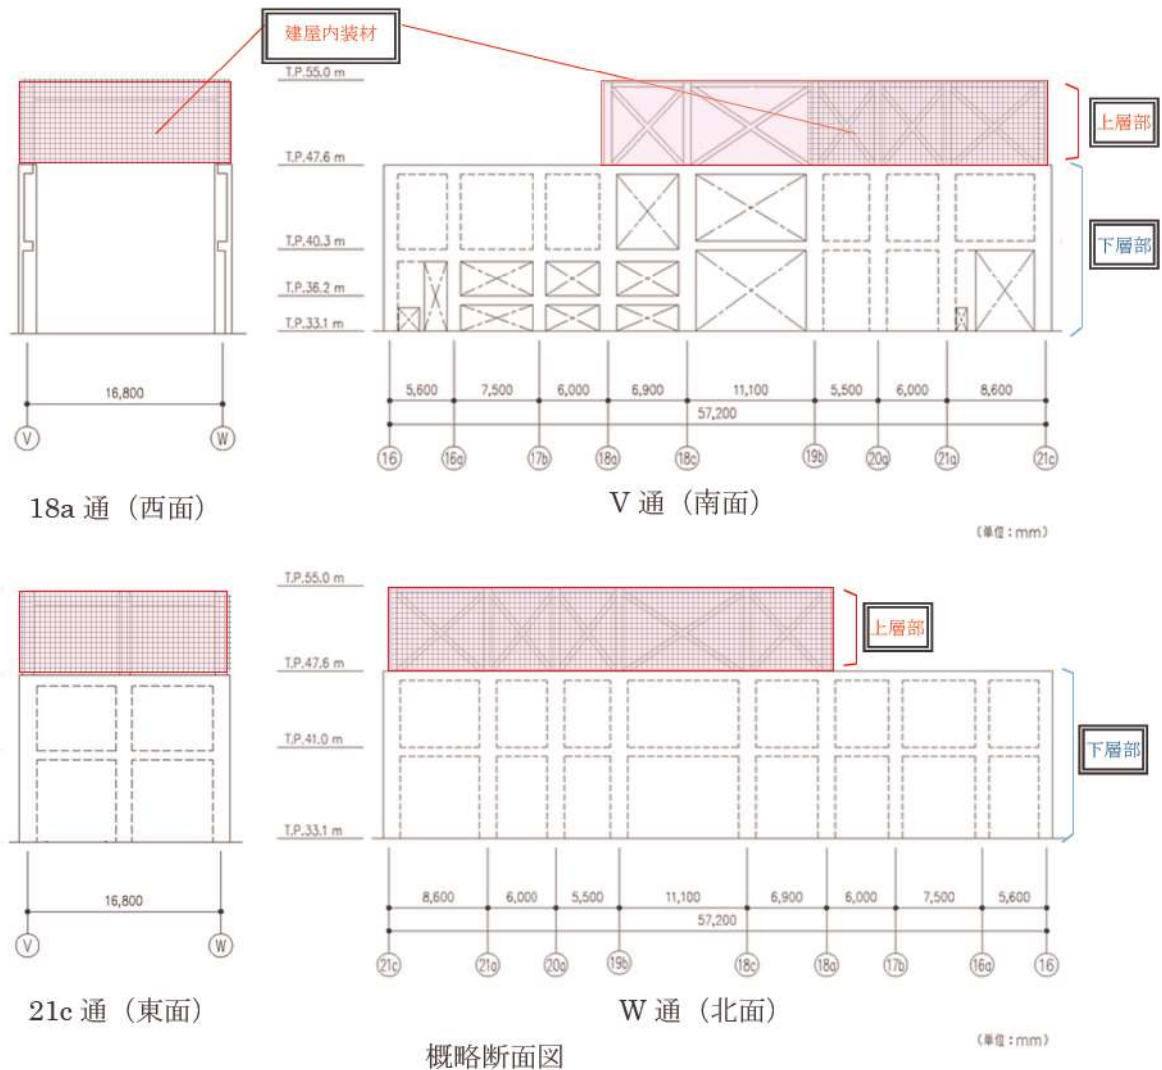 建屋内装材
T.P.55.0 m
上層部
T.P.47.6 m
下層部
T.P.40.3 m
T.P.36.2 m
T.P.33.1 m
16,800
5,600 7,500 6,000 6,900 11,100 5,500 6,000 8,600
57,200
V W
16 16a 17b 18a 18c 19b 20a 21a 21c
18a 通（西面）
V 通（南面）
（単位：mm）
T.P.55.0 m
上層部
T.P.47.6 m
T.P.41.0 m
下層部
T.P.33.1 m
16,800
8,600 6,000 5,500 11,100 6,900 6,000 7,500 5,600
57,200
V W
21c 21a 20a 19b 18c 18a 17b 16a 16
21c 通（東面）
W 通（北面）
（単位：mm）
概略断面図